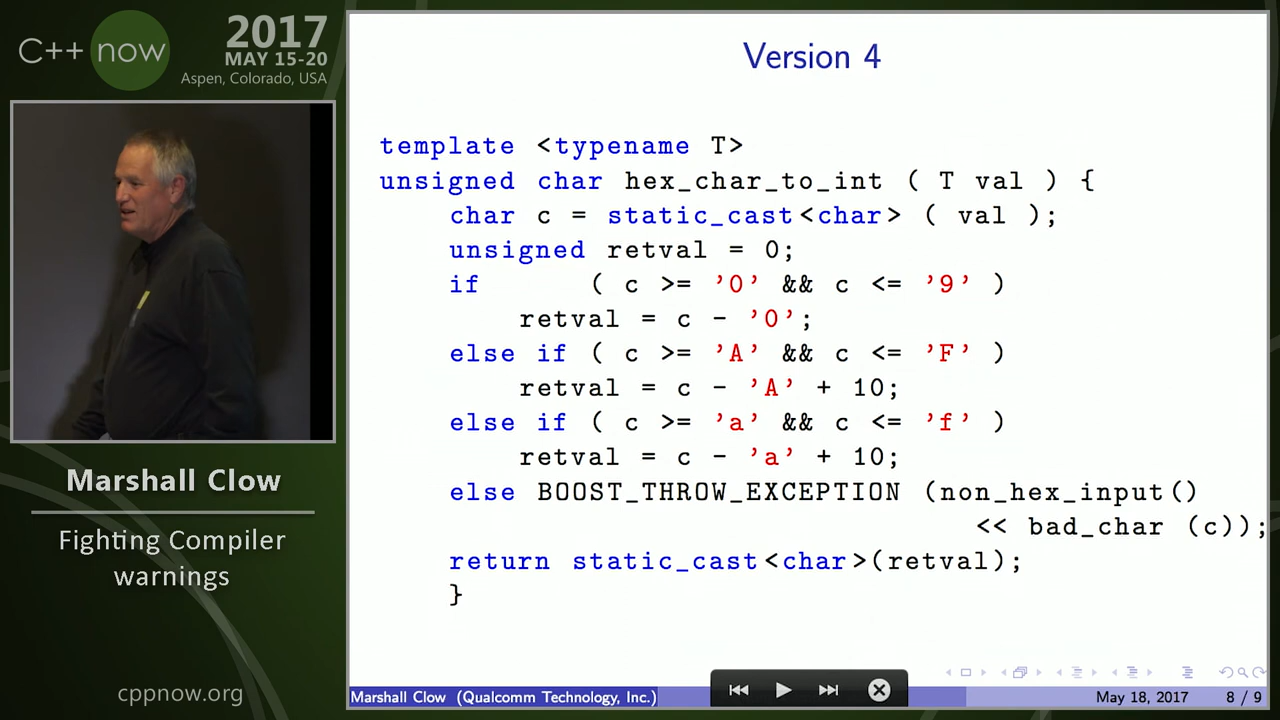 C++ now
2017
MAY 15-20
Aspen, Colorado, USA
Marshall Clow
Fighting Compiler
warnings
cppnow.org
Version 4
template <typename T>
unsigned char hex_char_to_int ( T val ) {
char c = static_cast<char> ( val );
unsigned retval = 0;
if ( c >= '0' && c <= '9' )
retval = c - '0';
else if ( c >= 'A' && c <= 'F' )
retval = c - 'A' + 10;
else if ( c >= 'a' && c <= 'f' )
retval = c - 'a' + 10;
else BOOST_THROW_EXCEPTION (non_hex_input()
<< bad_char (c));
return static_cast<char>(retval);
}
Marshall Clow (Qualcomm Technology, Inc.)
May 18, 2017
8 / 9